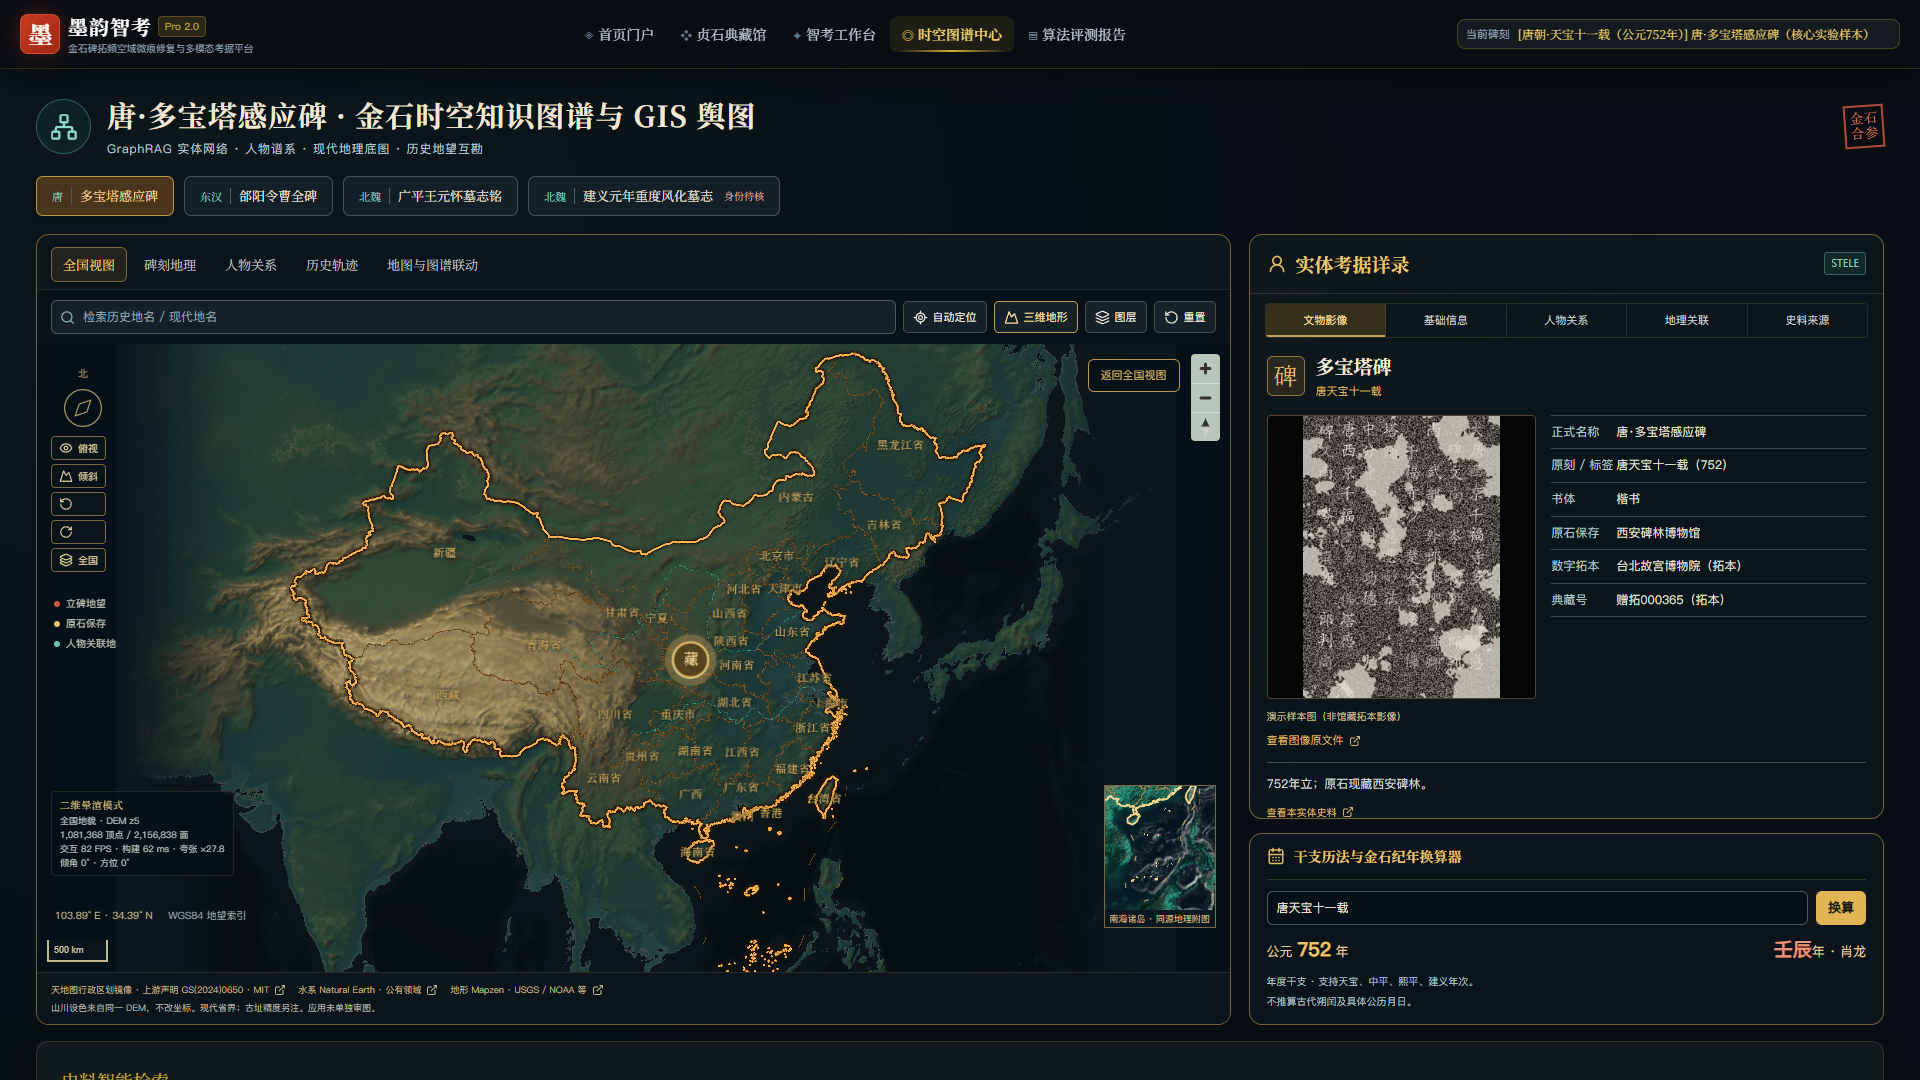 墨
墨韵智考 Pro 2.0
金石碑拓频空域微痕修复与多模态考据平台
首页门户
贞石典藏馆
智考工作台
时空图谱中心
算法评测报告
当前碑刻 [唐朝·天宝十一载（公元752年）] 唐·多宝塔感应碑（核心实验样本）
唐·多宝塔感应碑 · 金石时空知识图谱与 GIS 舆图
GraphRAG 实体网络 · 人物谱系 · 现代地理底图 · 历史地望互勘
金石
合参
唐 多宝塔感应碑
东汉 郃阳令曹全碑
北魏 广平王元怀墓志铭
北魏 建义元年重度风化墓志 身份待核
全国视图
碑刻地理
人物关系
历史轨迹
地图与图谱联动
检索历史地名 / 现代地名
自动定位
三维地形
图层
重置
北
俯视
倾斜
全国
立碑地望
原石保存
人物关联地
返回全国视图
黑龙江省
内蒙古
吉林省
新疆
北京市
辽宁省
河北省
天津市
甘肃省
宁夏
山西省
山东省
青海省
陕西省
藏
河南省
江苏省
西藏
湖北省
四川省
重庆市
浙江省
贵州省
湖南省
江西省
云南省
福建省
广西
广东省
台湾省
香港
海南省
二维晕渲模式
全国地貌 · DEM z5
1,081,368 顶点 / 2,156,838 面
交互 82 FPS · 构建 62 ms · 夸张 ×27.8
倾角 0° · 方位 0°
103.89° E · 34.39° N WGS84 地望索引
500 km
南海诸岛 · 同源地理附图
天地图行政区划镜像 · 上游声明 GS(2024)0650 · MIT
水系 Natural Earth · 公有领域
地形 Mapzen · USGS / NOAA 等
山川设色来自同一 DEM，不改坐标。现代省界；古址精度另注。应用未单独审图。
实体考据详录
STELE
文物影像
基础信息
人物关系
地理关联
史料来源
碑
多宝塔碑
唐天宝十一载
正式名称 唐·多宝塔感应碑
原刻 / 标签 唐天宝十一载（752）
书体 楷书
原石保存 西安碑林博物馆
数字拓本 台北故宫博物院（拓本）
典藏号 赠拓000365（拓本）
演示样本图（非馆藏拓本影像）
查看图像原文件
752年立；原石现藏西安碑林。
查看本实体史料
干支历法与金石纪年换算器
唐天宝十一载
换算
公元 752 年
壬辰年 · 肖龙
年度干支 · 支持天宝、中平、熙平、建义年次。
不推算古代朔闰及具体公历月日。